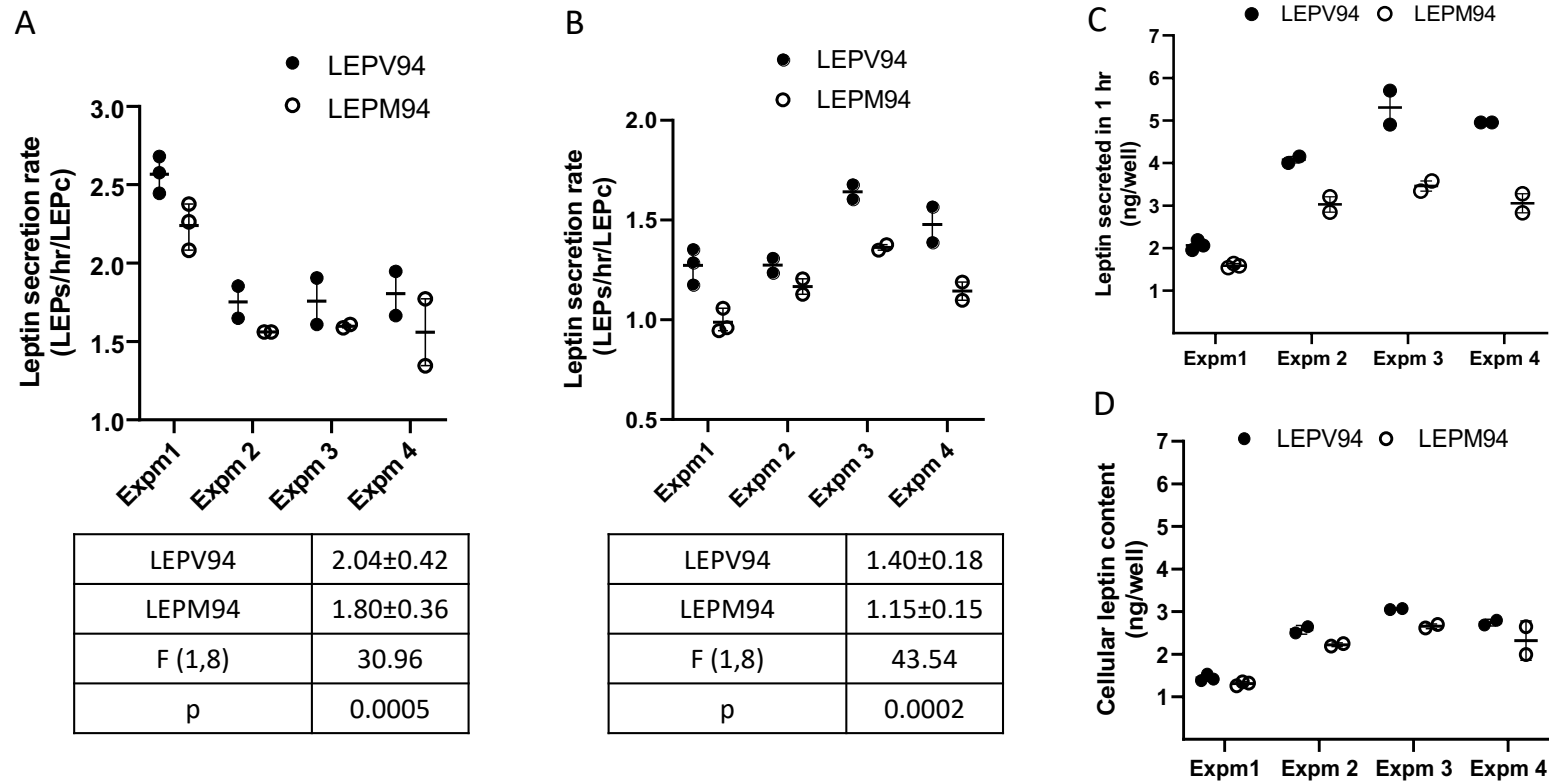 A
LEPV94
LEPM94
Leptin secretion rate
(LEPs/hr/LEPc)
3.0
2.5
2.0
1.5
1.0
Expm1
Expm 2
Expm 3
Expm 4
LEPV94 2.04±0.42
LEPM94 1.80±0.36
F (1,8) 30.96
p 0.0005
B
LEPV94
LEPM94
Leptin secretion rate
(LEPs/hr/LEPc)
2.0
1.5
1.0
0.5
Expm1
Expm 2
Expm 3
Expm 4
LEPV94 1.40±0.18
LEPM94 1.15±0.15
F (1,8) 43.54
p 0.0002
C
LEPV94 LEPM94
Leptin secreted in 1 hr
(ng/well)
7
6
5
4
3
2
1
Expm1 Expm 2 Expm 3 Expm 4
D
LEPV94 LEPM94
Cellular leptin content
(ng/well)
7
6
5
4
3
2
1
Expm1 Expm 2 Expm 3 Expm 4